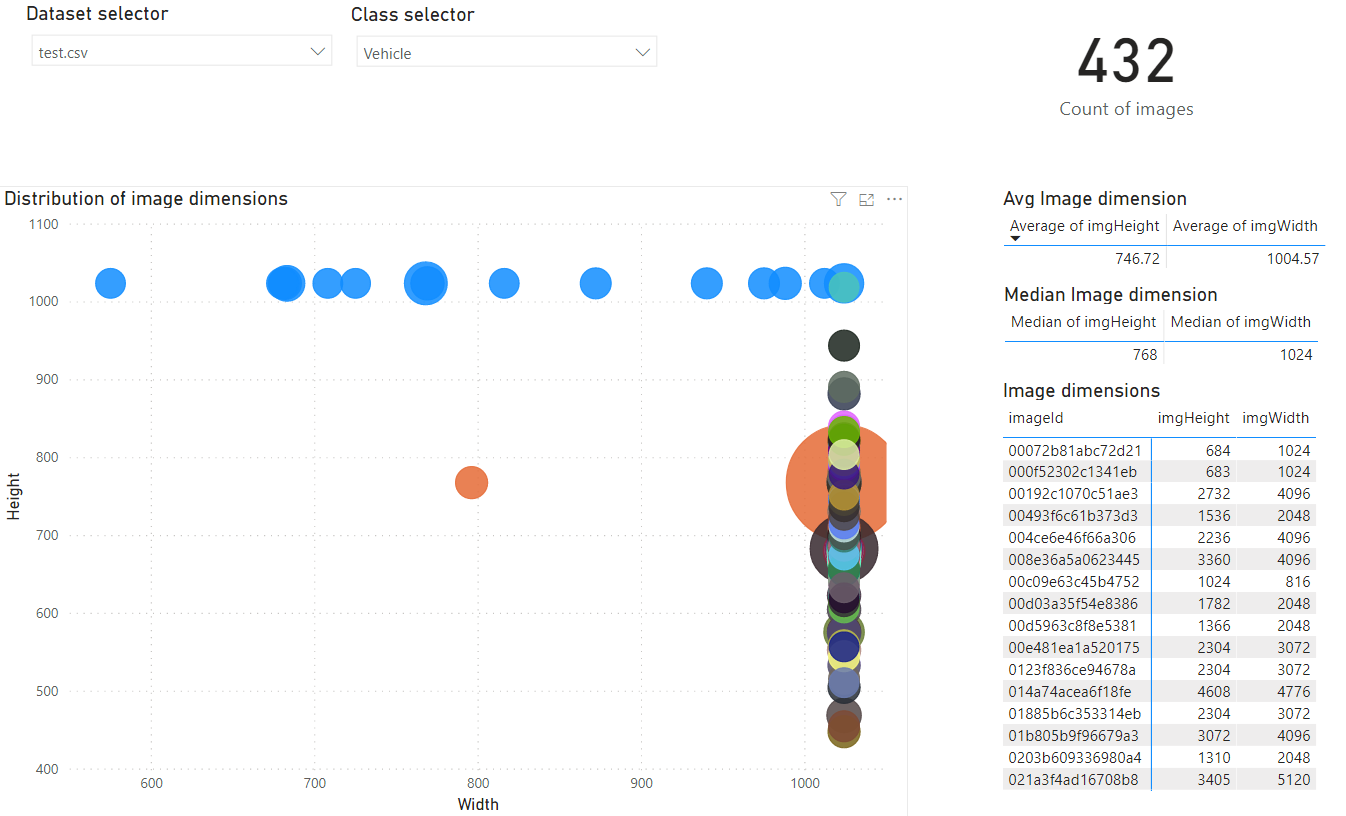 Dataset selector
test.csv
Class selector
Vehicle
432
Count of images
Distribution of image dimensions
1100
1000
900
800
700
600
500
400
Height
600 700 800 900 1000
Width
Avg Image dimension
Average of imgHeight Average of imgWidth
746.72 1004.57
Median Image dimension
Median of imgHeight Median of imgWidth
768 1024
Image dimensions
imageId imgHeight imgWidth
00072b81abc72d21 684 1024
000f52302c1341eb 683 1024
00192c1070c51ae3 2732 4096
00493f6c61b373d3 1536 2048
004ce6e46f66a306 2236 4096
008e36a5a0623445 3360 4096
00c09e63c45b4752 1024 816
00d03a35f54e8386 1782 2048
00d5963c8f8e5381 1366 2048
00e481ea1a520175 2304 3072
0123f836ce94678a 2304 3072
014a74acea6f18fe 4608 4776
01885b6c353314eb 2304 3072
01b805b9f96679a3 3072 4096
0203b609336980a4 1310 2048
021a3f4ad16708b8 3405 5120